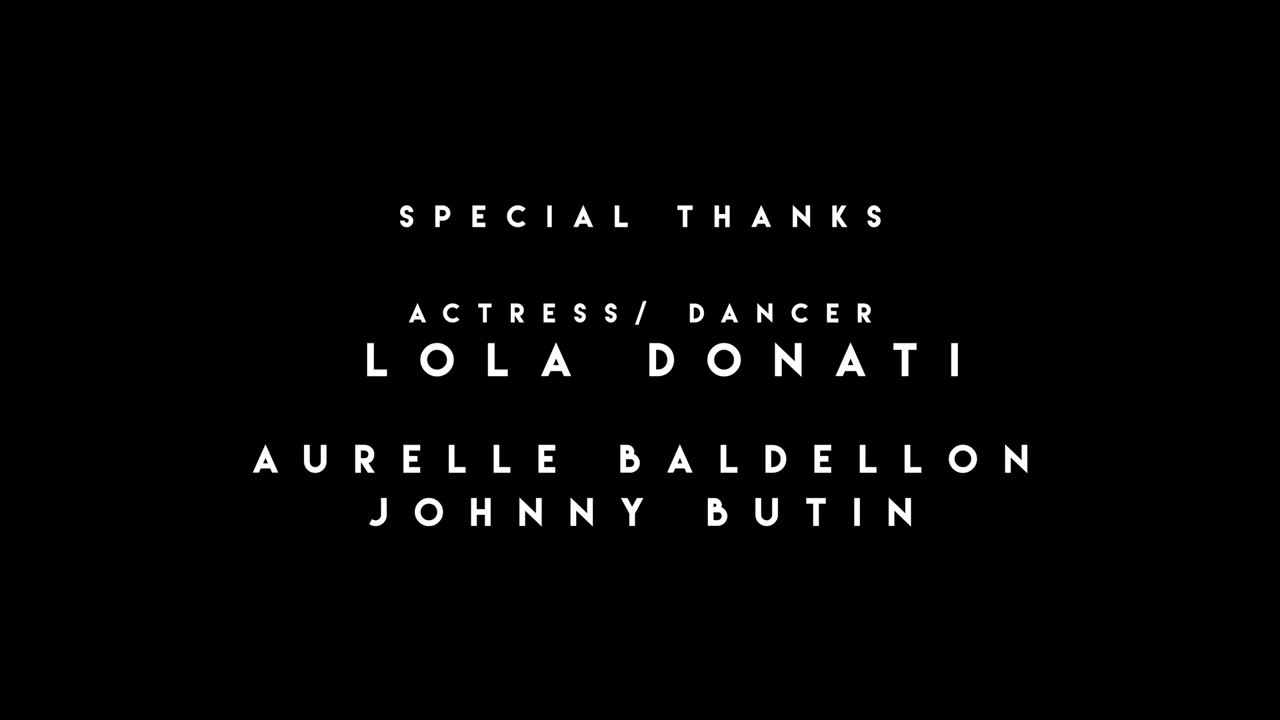 SPECIAL THANKS
ACTRESS/ DANCER
LOLA DONATI
AURELLE BALDELLON
JOHNNY BUTIN